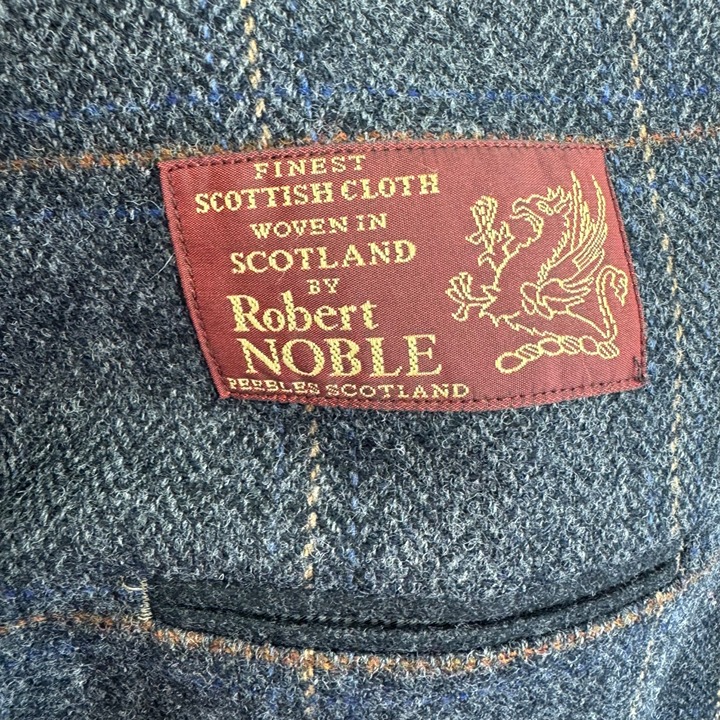 FINEST
SCOTTISH CLOTH
WOVEN IN
SCOTLAND
BY
Robert
NOBLE
PEEBLES SCOTLAND